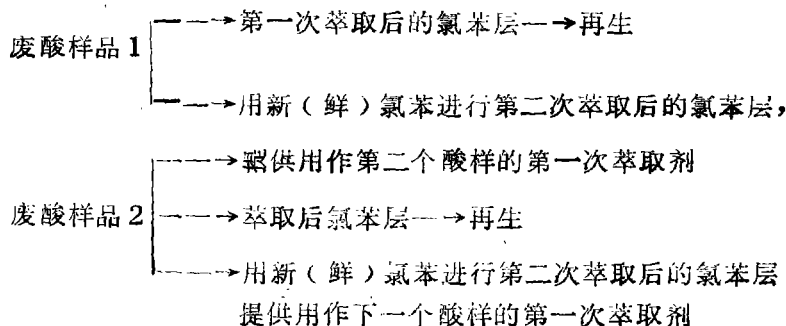 第一次萃取后的氯苯层—→再生
废酸样品1
用新（鲜）氯苯进行第二次萃取后的氯苯层，
提供用作第二个酸样的第一次萃取剂
废酸样品2
萃取后氯苯层—→再生
用新（鲜）氯苯进行第二次萃取后的氯苯层
提供用作下一个酸样的第一次萃取剂